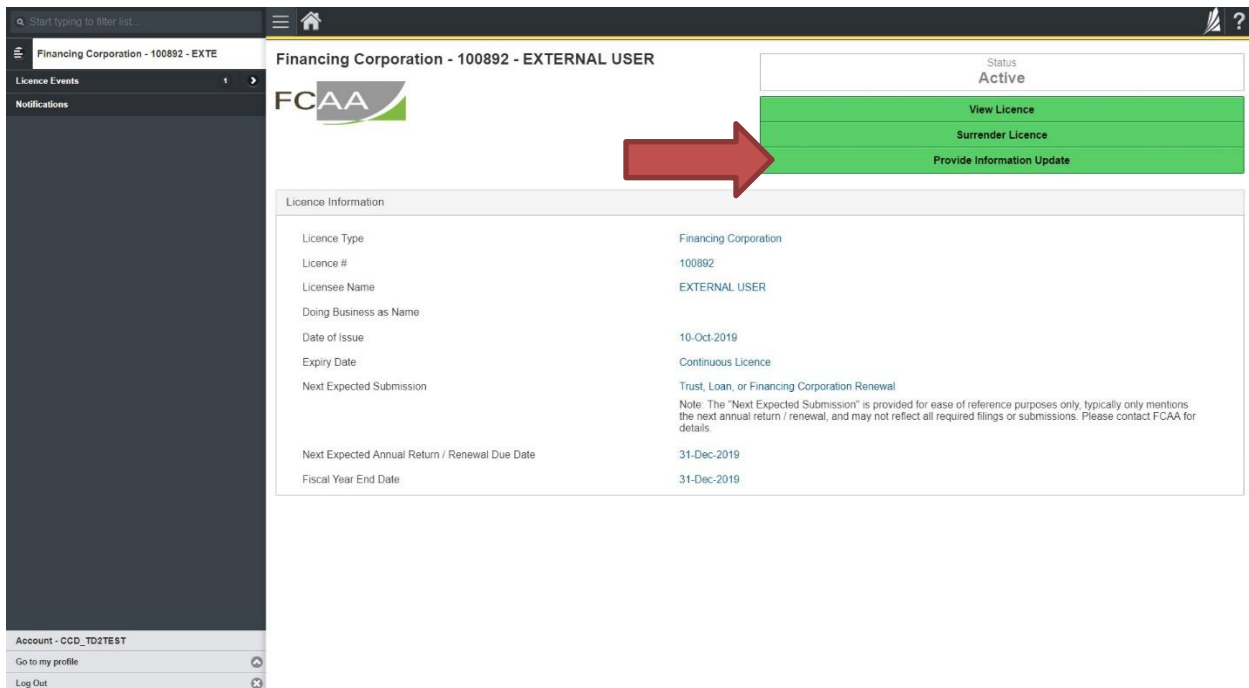 Start typing to filter list...
Financing Corporation - 100892 - EXTE
Licence Events 1
Notifications
Account - CCD_TD2TEST
Go to my profile
Log Out
?
Financing Corporation - 100892 - EXTERNAL USER
FCAA
Status
Active
View Licence
Surrender Licence
Provide Information Update
Licence Information
Licence Type Financing Corporation
Licence # 100892
Licensee Name EXTERNAL USER
Doing Business as Name
Date of Issue 10-Oct-2019
Expiry Date Continuous Licence
Next Expected Submission Trust, Loan, or Financing Corporation Renewal
Note: The "Next Expected Submission" is provided for ease of reference purposes only, typically only mentions
the next annual return / renewal, and may not reflect all required filings or submissions. Please contact FCAA for
details.
Next Expected Annual Return / Renewal Due Date 31-Dec-2019
Fiscal Year End Date 31-Dec-2019